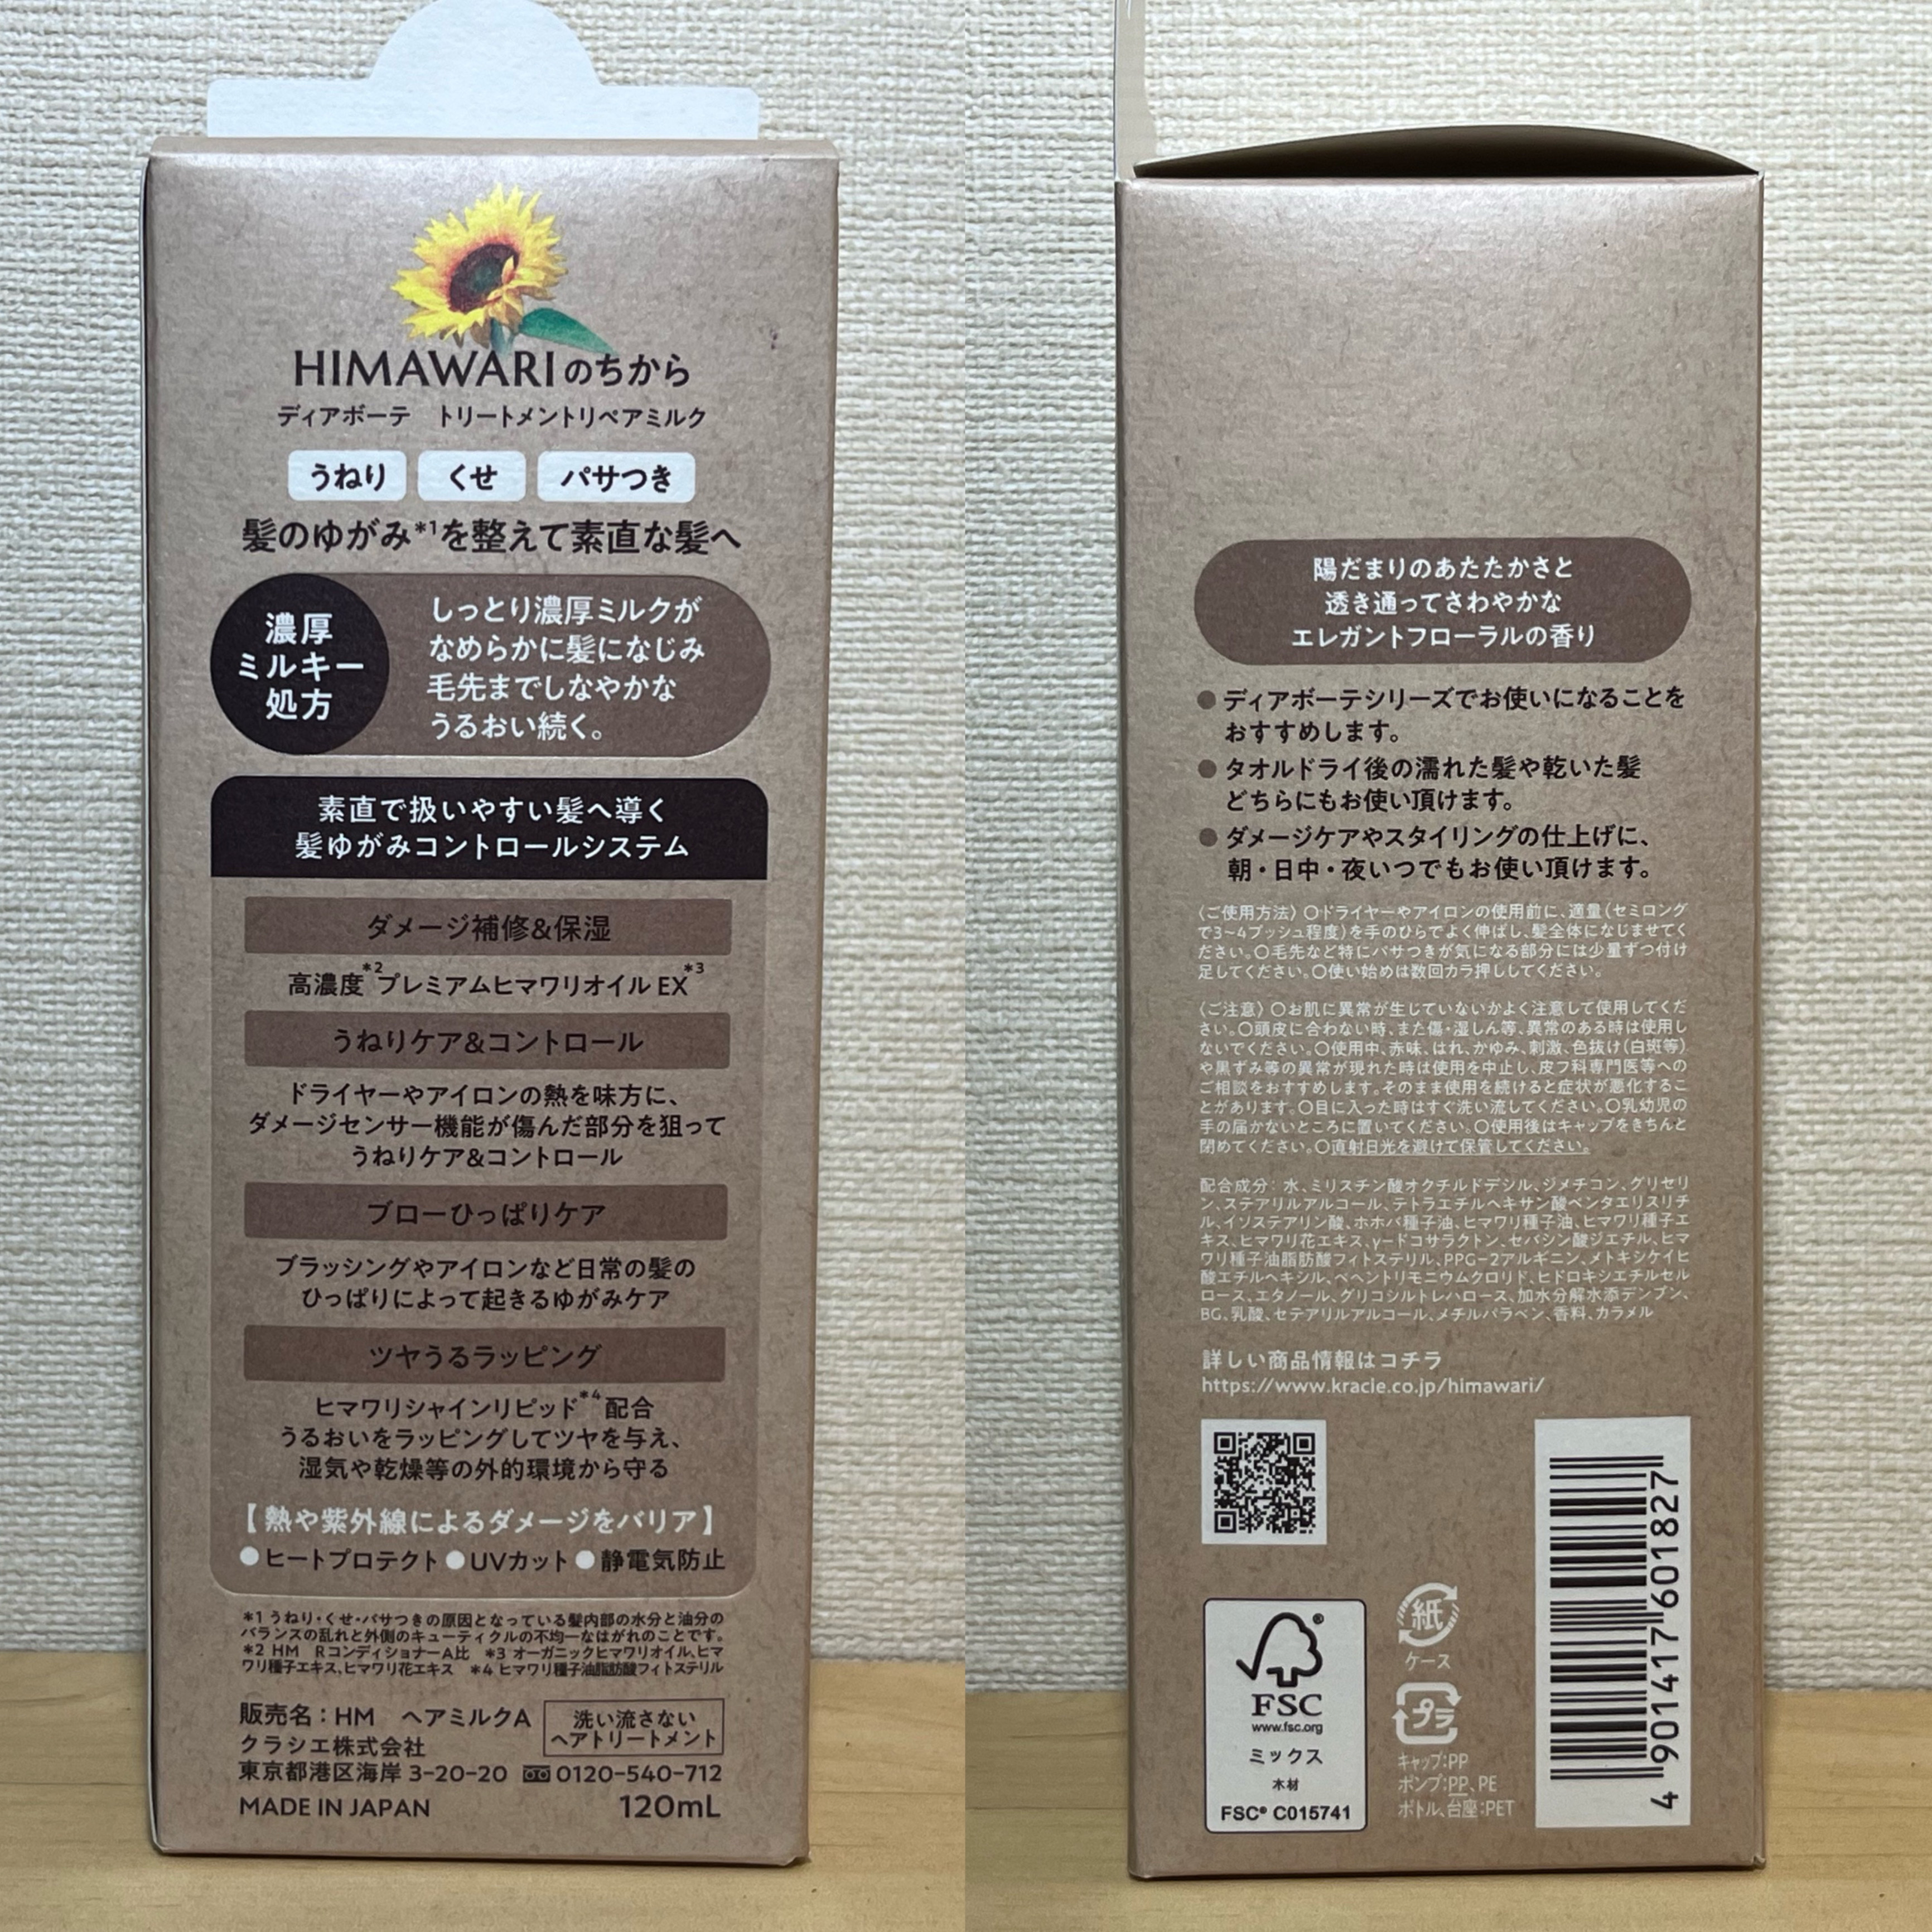 HIMAWARIのちから
ディアボーテ　トリートメントリペアミルク
うねり　くせ　パサつき
髪のゆがみ*1を整えて素直な髪へ
濃厚
ミルキー
処方
しっとり濃厚ミルクが
なめらかに髪になじみ
毛先までしなやかな
うるおい続く。
素直で扱いやすい髪へ導く
髪ゆがみコントロールシステム
ダメージ補修&保湿
高濃度*2プレミアムヒマワリオイル EX*3
うねりケア&コントロール
ドライヤーやアイロンの熱を味方に、
ダメージセンサー機能が傷んだ部分を狙って
うねりケア&コントロール
ブローひっぱりケア
ブラッシングやアイロンなど日常の髪の
ひっぱりによって起きるゆがみケア
ツヤうるラッピング
ヒマワリシャインリピッド*4配合
うるおいをラッピングしてツヤを与え、
湿気や乾燥等の外的環境から守る
【熱や紫外線によるダメージをバリア】
●ヒートプロテクト ●UVカット ●静電気防止
*1 うねり・くせ・パサつきの原因となっている髪内部の水分と油分の
バランスの乱れと外側のキューティクルの不均一なはがれのことです。
*2 HM　RコンディショナーA比　*3 オーガニックヒマワリオイル、ヒマ
ワリ種子エキス、ヒマワリ花エキス　*4 ヒマワリ種子油脂肪酸フィトステリル
販売名：HM　ヘアミルクA
クラシエ株式会社
洗い流さない
ヘアトリートメント
東京都港区海岸 3-20-20　0120-540-712
MADE IN JAPAN　120mL
陽だまりのあたたかさと
透き通ってさわやかな
エレガントフローラルの香り
●ディアボーテシリーズでお使いになることを
おすすめします。
●タオルドライ後の濡れた髪や乾いた髪
どちらにもお使い頂けます。
●ダメージケアやスタイリングの仕上げに、
朝・日中・夜いつでもお使い頂けます。
〈ご使用方法〉○ドライヤーやアイロンの使用前に、適量（セミロング
で3〜4プッシュ程度）を手のひらでよく伸ばし、髪全体になじませてく
ださい。○毛先など特にパサつきが気になる部分には少量ずつ付け
足してください。○使い始めは数回カラ押ししてください。
〈ご注意〉○お肌に異常が生じていないかよく注意して使用してくだ
さい。○頭皮に合わない時、また傷・湿しん等、異常のある時は使用し
ないでください。○使用中、赤味、はれ、かゆみ、刺激、色抜け（白斑等）
や黒ずみ等の異常が現れた時は使用を中止し、皮フ科専門医等への
ご相談をおすすめします。そのまま使用を続けると症状が悪化するこ
とがあります。○目に入った時はすぐ洗い流してください。○乳幼児の
手の届かないところに置いてください。○使用後はキャップをきちんと
閉めてください。○直射日光を避けて保管してください。
配合成分：水、ミリスチン酸オクチルドデシル、ジメチコン、グリセリ
ン、ステアリルアルコール、テトラエチルヘキサン酸ペンタエリスリチ
ル、イソステアリン酸、ホホバ種子油、ヒマワリ種子油、ヒマワリ種子エ
キス、ヒマワリ花エキス、γ-ドコサラクトン、セバシン酸ジエチル、ヒマ
ワリ種子油脂肪酸フィトステリル、PPG-2アルギニン、メトキシケイヒ
酸エチルヘキシル、ベヘントリモニウムクロリド、ヒドロキシエチルセル
ロース、エタノール、グリコシルトレハロース、加水分解水添デンプン、
BG、乳酸、セテアリルアルコール、メチルパラベン、香料、カラメル
詳しい商品情報はコチラ
https://www.kracie.co.jp/himawari/
FSC
www.fsc.org
ミックス
木材
FSC® C015741
紙
ケース
プラ
キャップ:PP
ポンプ:PP、PE
ボトル、台座:PET
4 901417 601827